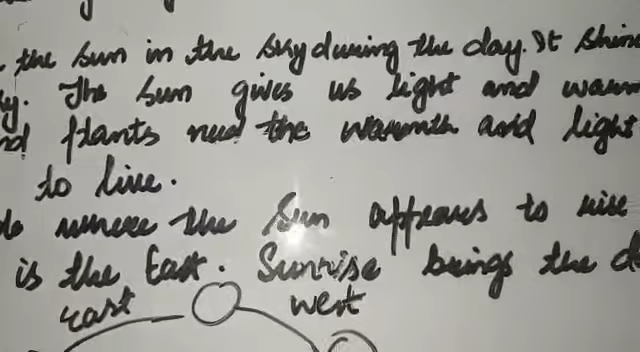 the sun in the sky during the day. It shin
The Sun gives us light and warm
nd plants need the warmth and light
to live.
where the Sun appears to rise
is the East. Sunrise brings the d
East west